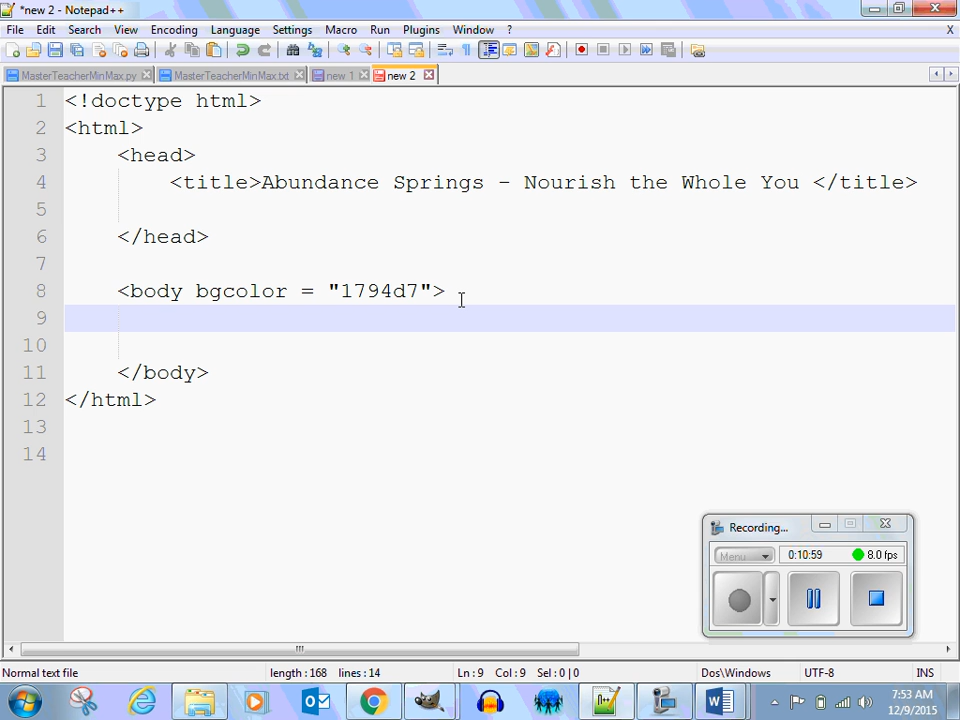 *new 2 - Notepad++
File Edit Search View Encoding Language Settings Macro Run Plugins Window ? X
MasterTeacherMinMax.py MasterTeacherMinMax.txt new 1 new 2
1 <!doctype html>
2 <html>
3 <head>
4 <title>Abundance Springs - Nourish the Whole You </title>
5
6 </head>
7
8 <body bgcolor = "1794d7">
9
10
11 </body>
12 </html>
13
14
Recording...
Menu 0:10:59 8.0 fps
Normal text file length : 168 lines : 14 Ln : 9 Col : 9 Sel : 0 | 0 Dos\Windows UTF-8 INS
7:53 AM
12/9/2015